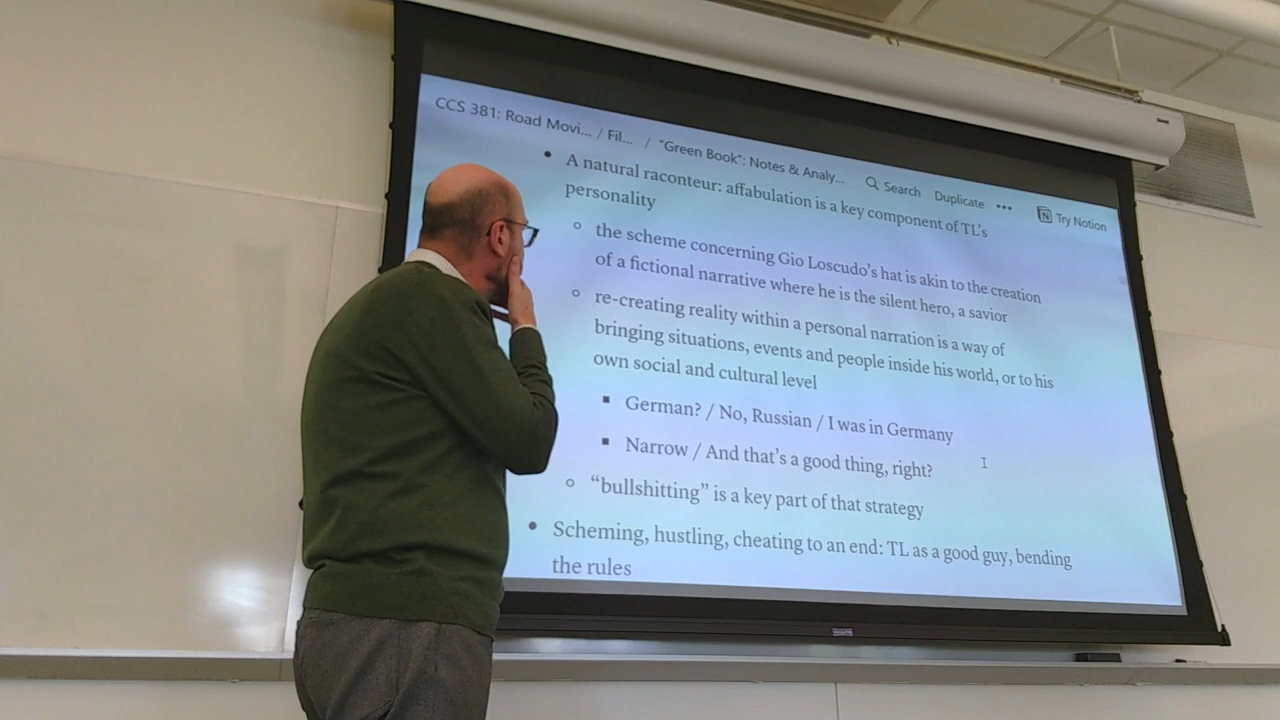 CCS 381: Road Movi... / Fil... / "Green Book": Notes & Analy... Search Duplicate ••• Try Notion
• A natural raconteur: affabulation is a key component of TL's
personality
◦ the scheme concerning Gio Loscudo's hat is akin to the creation
of a fictional narrative where he is the silent hero, a savior
◦ re-creating reality within a personal narration is a way of
bringing situations, events and people inside his world, or to his
own social and cultural level
▪ German? / No, Russian / I was in Germany
▪ Narrow / And that's a good thing, right?
◦ “bullshitting” is a key part of that strategy
• Scheming, hustling, cheating to an end: TL as a good guy, bending
the rules